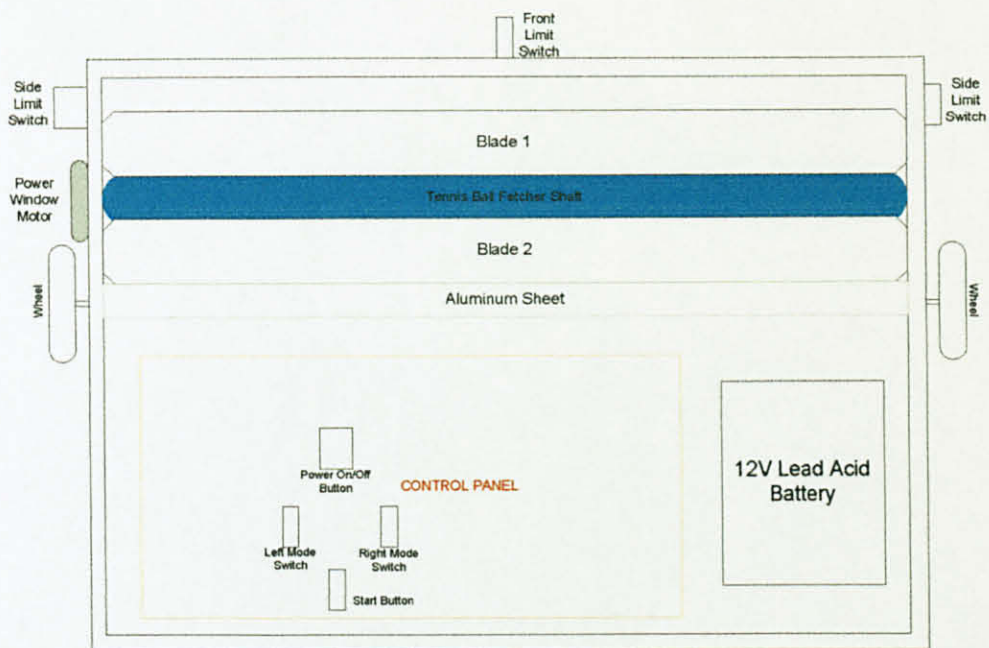 Front
Limit
Switch
Side
Limit
Switch
Side
Limit
Switch
Blade 1
Power
Window
Motor
Tennis Ball Fetcher Shaft
Blade 2
Wheel
Aluminum Sheet
Wheel
Power On/Off
Button
CONTROL PANEL
12V Lead Acid
Battery
Left Mode
Switch
Right Mode
Switch
Start Button